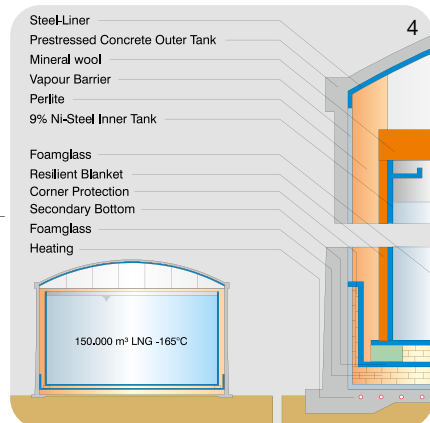 4
Steel-Liner
Prestressed Concrete Outer Tank
Mineral wool
Vapour Barrier
Perlite
9% Ni-Steel Inner Tank
Foamglass
Resilient Blanket
Corner Protection
Secondary Bottom
Foamglass
Heating
150.000 m³ LNG -165°C